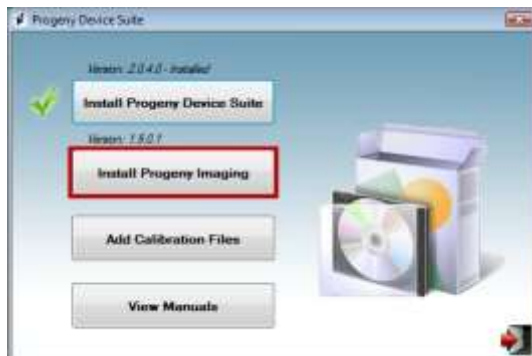 Progeny Device Suite
Version: 2.0.4.0 - Installed
Install Progeny Device Suite
Version: 1.9.0.1
Install Progeny Imaging
Add Calibration Files
View Manuals